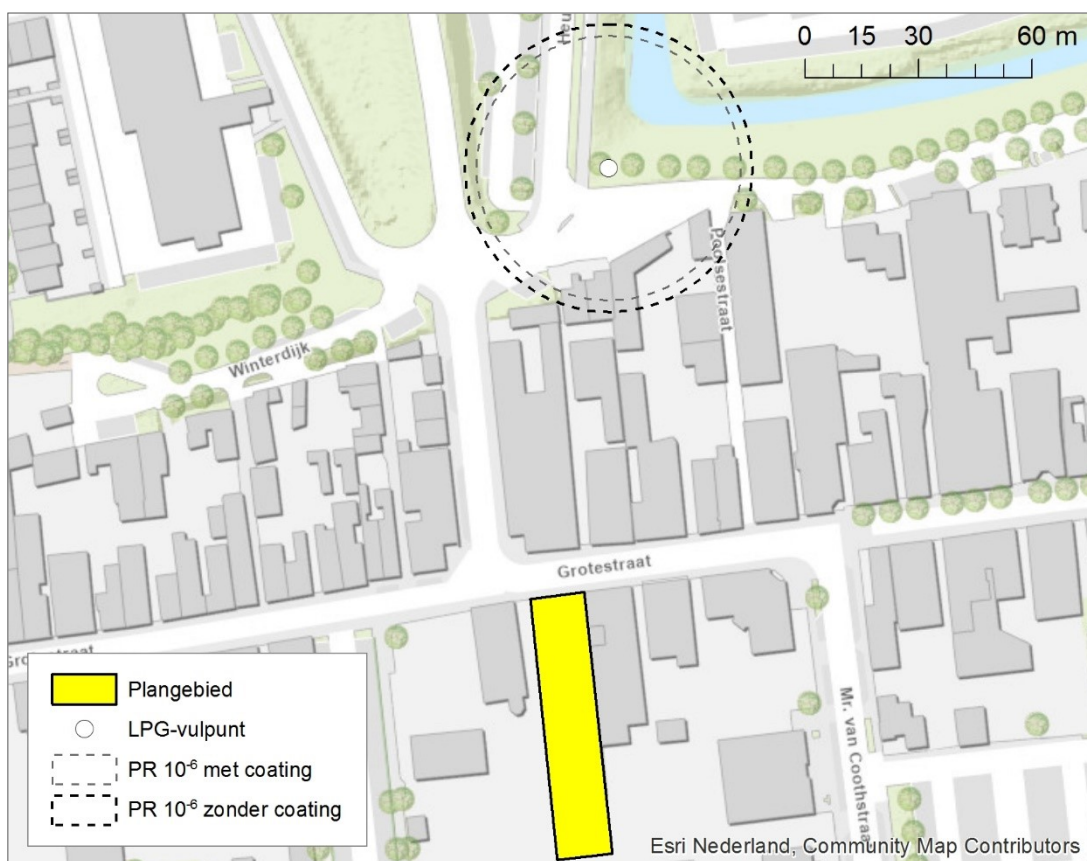 0 15 30 60 m
Poolsestraat
Winterdijk
Grotestraat
Mr. van Coothstraat
Plangebied
LPG-vulpunt
PR 10⁻⁶ met coating
PR 10⁻⁶ zonder coating
Esri Nederland, Community Map Contributors